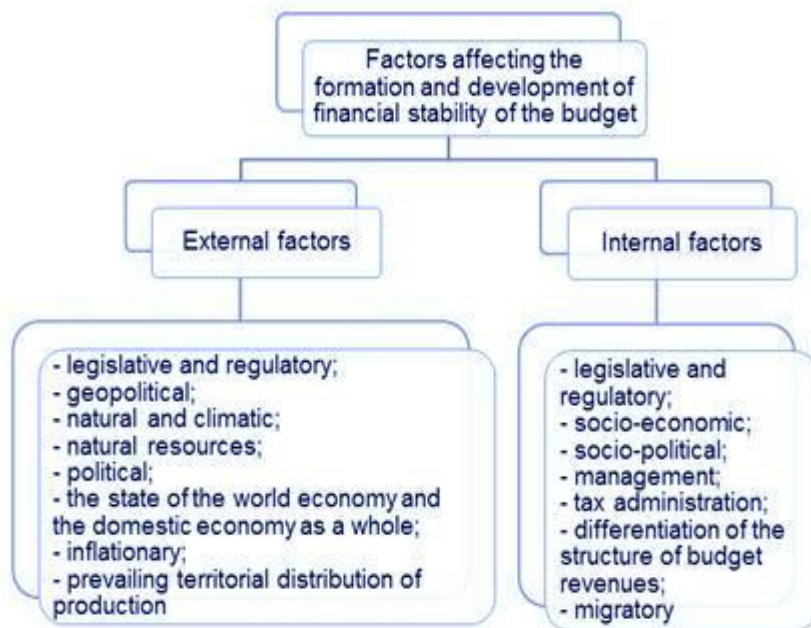 Factors affecting the
formation and development of
financial stability of the budget
External factors
Internal factors
- legislative and regulatory;
- geopolitical;
- natural and climatic;
- natural resources;
- political;
- the state of the world economy and
the domestic economy as a whole;
- inflationary;
- prevailing territorial distribution of
production
- legislative and
regulatory;
- socio-economic;
- socio-political;
- management;
- tax administration;
- differentiation of the
structure of budget
revenues;
- migratory